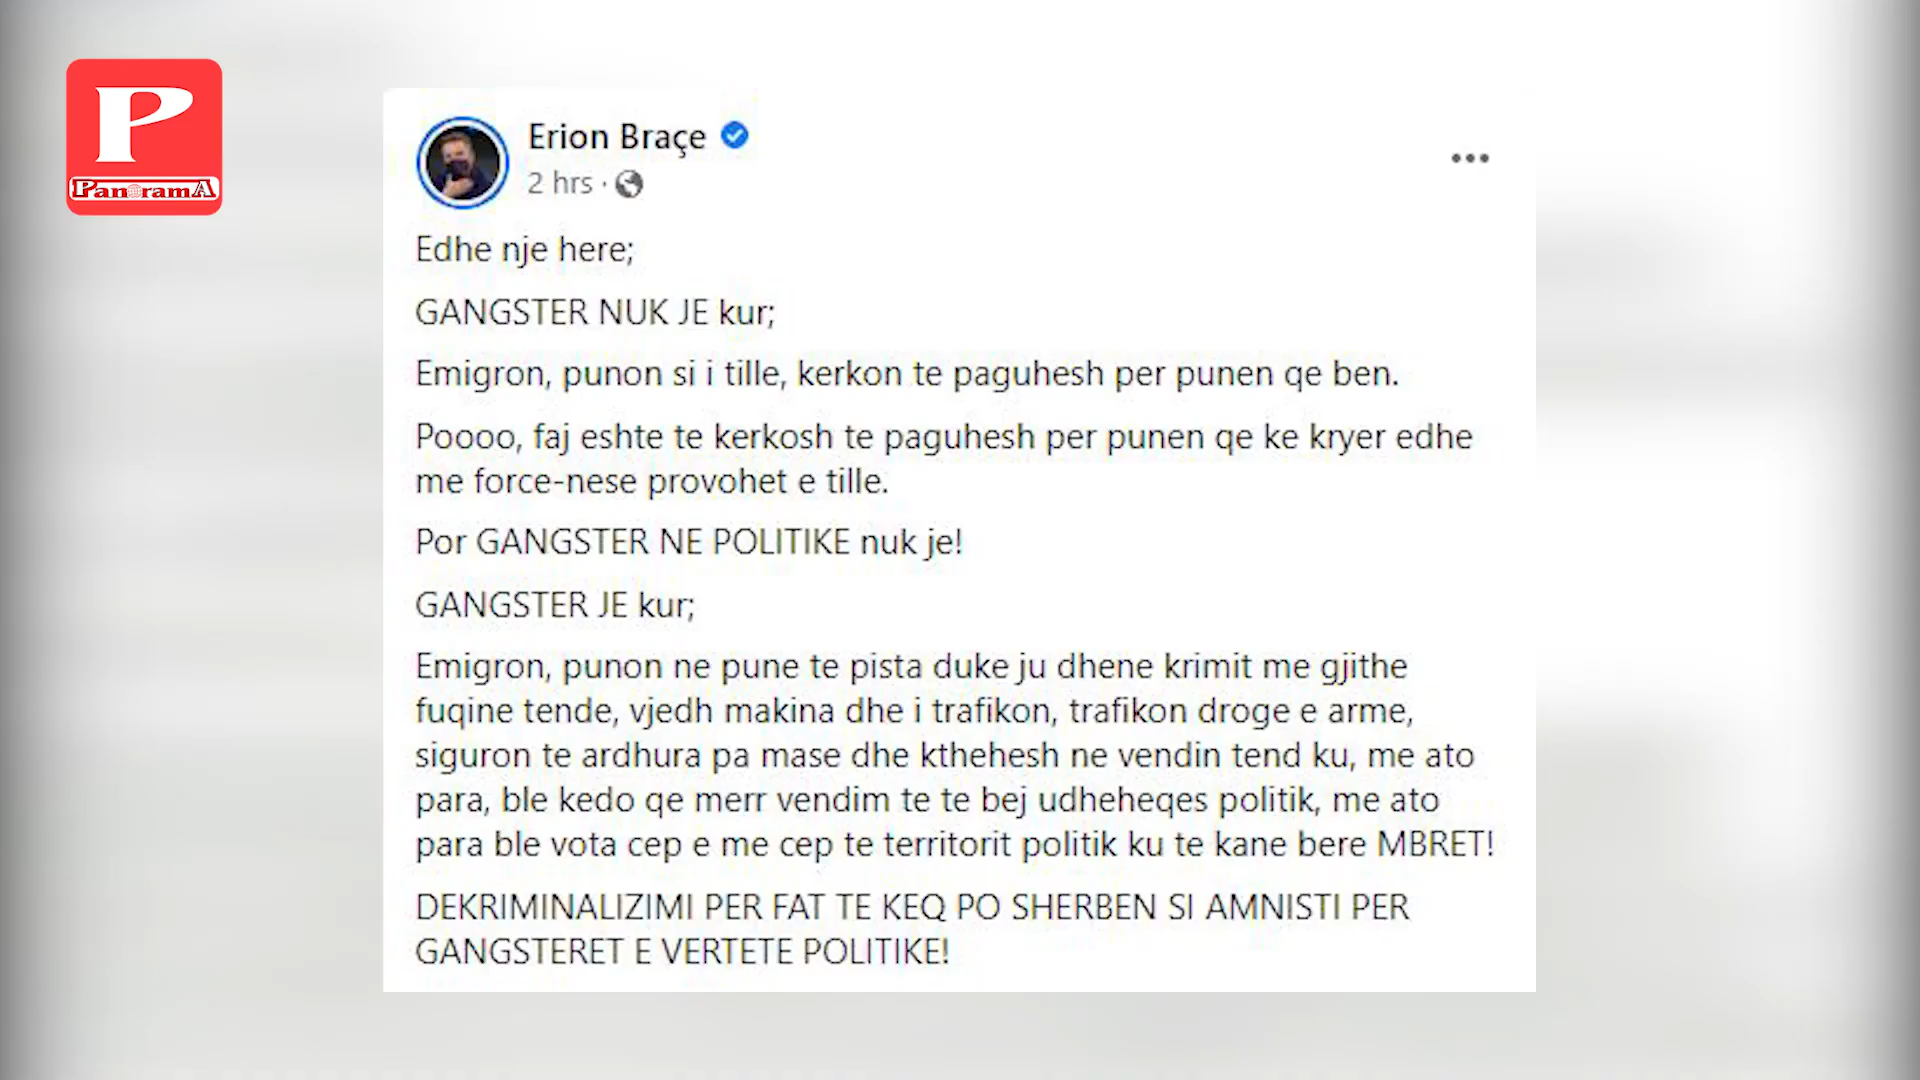 P
PanoramA
Erion Braçe
2 hrs ·
Edhe nje here;
GANGSTER NUK JE kur;
Emigron, punon si i tille, kerkon te paguhesh per punen qe ben.
Poooo, faj eshte te kerkosh te paguhesh per punen qe ke kryer edhe
me force-nese provohet e tille.
Por GANGSTER NE POLITIKE nuk je!
GANGSTER JE kur;
Emigron, punon ne pune te pista duke ju dhene krimit me gjithe
fuqine tende, vjedh makina dhe i trafikon, trafikon droge e arme,
siguron te ardhura pa mase dhe kthehesh ne vendin tend ku, me ato
para, ble kedo qe merr vendim te te bej udheheqes politik, me ato
para ble vota cep e me cep te territorit politik ku te kane bere MBRET!
DEKRIMINALIZIMI PER FAT TE KEQ PO SHERBEN SI AMNISTI PER
GANGSTERET E VERTETE POLITIKE!